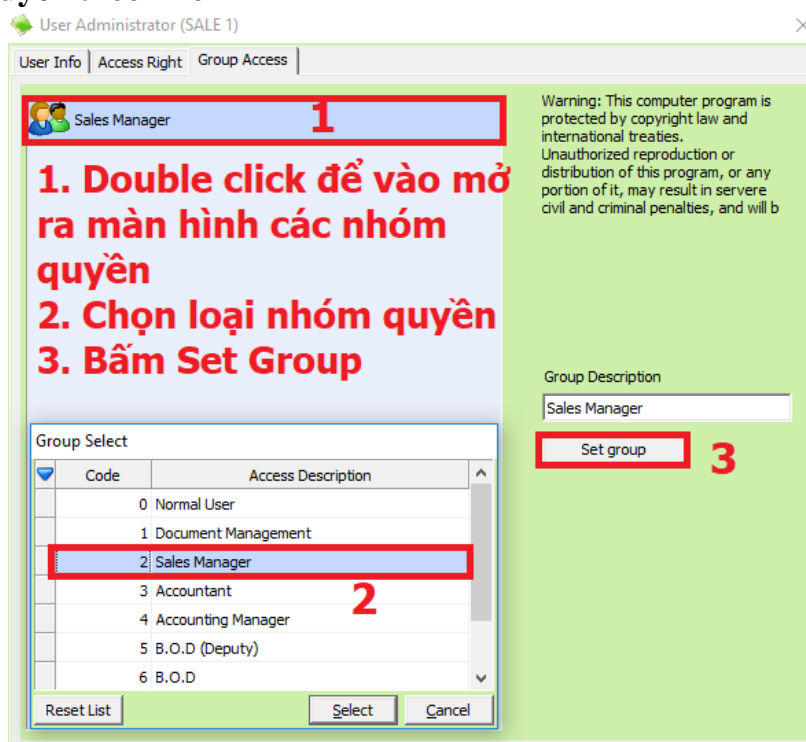 User Administrator (SALE 1)
User Info Access Right Group Access
Sales Manager 1
1. Double click để vào mở
ra màn hình các nhóm
quyền
2. Chọn loại nhóm quyền
3. Bấm Set Group
Warning: This computer program is
protected by copyright law and
international treaties.
Unauthorized reproduction or
distribution of this program, or any
portion of it, may result in servere
civil and criminal penalties, and will b
Group Description
Sales Manager
Set group 3
Group Select
Code Access Description
0 Normal User
1 Document Management
2 Sales Manager
3 Accountant
2
4 Accounting Manager
5 B.O.D (Deputy)
6 B.O.D
Reset List Select Cancel